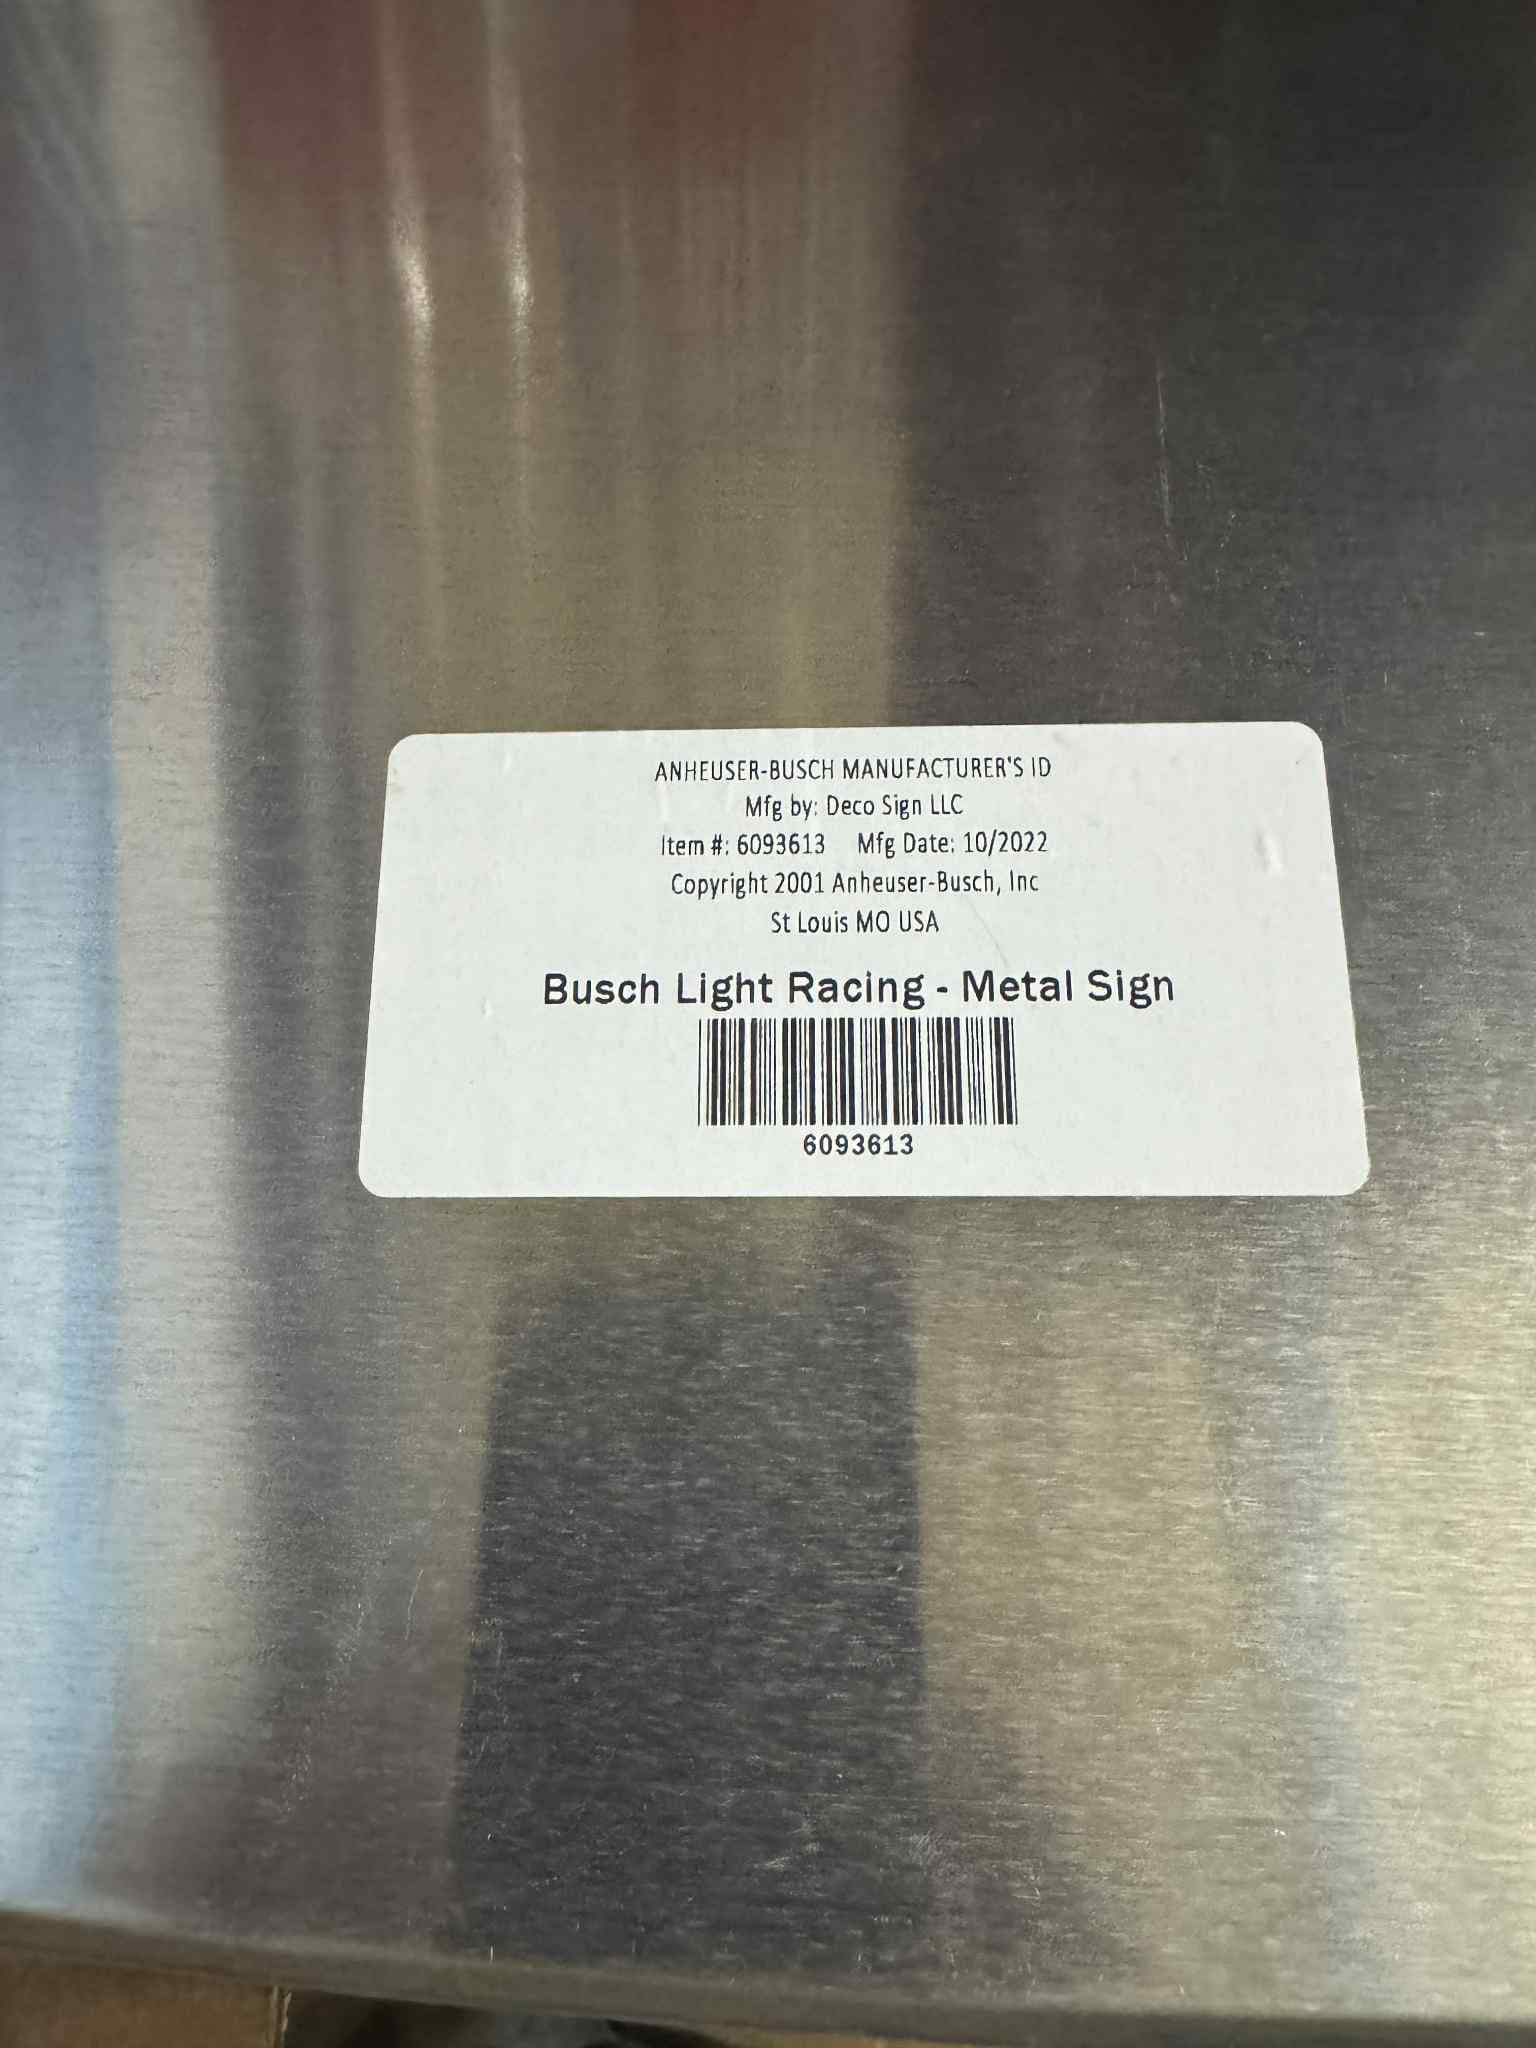 ANHEUSER-BUSCH MANUFACTURER'S ID
Mfg by: Deco Sign LLC
Item #: 6093613 Mfg Date: 10/2022
Copyright 2001 Anheuser-Busch, Inc
St Louis MO USA
Busch Light Racing - Metal Sign
6093613